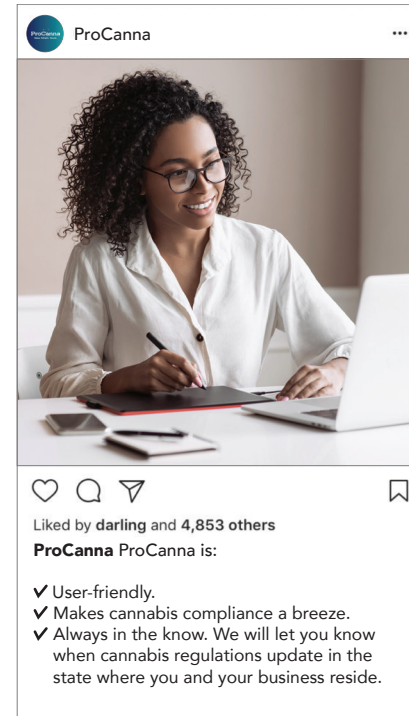 ProCanna
ProCanna
Liked by darling and 4,853 others
ProCanna ProCanna is:
✔ User-friendly.
✔ Makes cannabis compliance a breeze.
✔ Always in the know. We will let you know
when cannabis regulations update in the
state where you and your business reside.